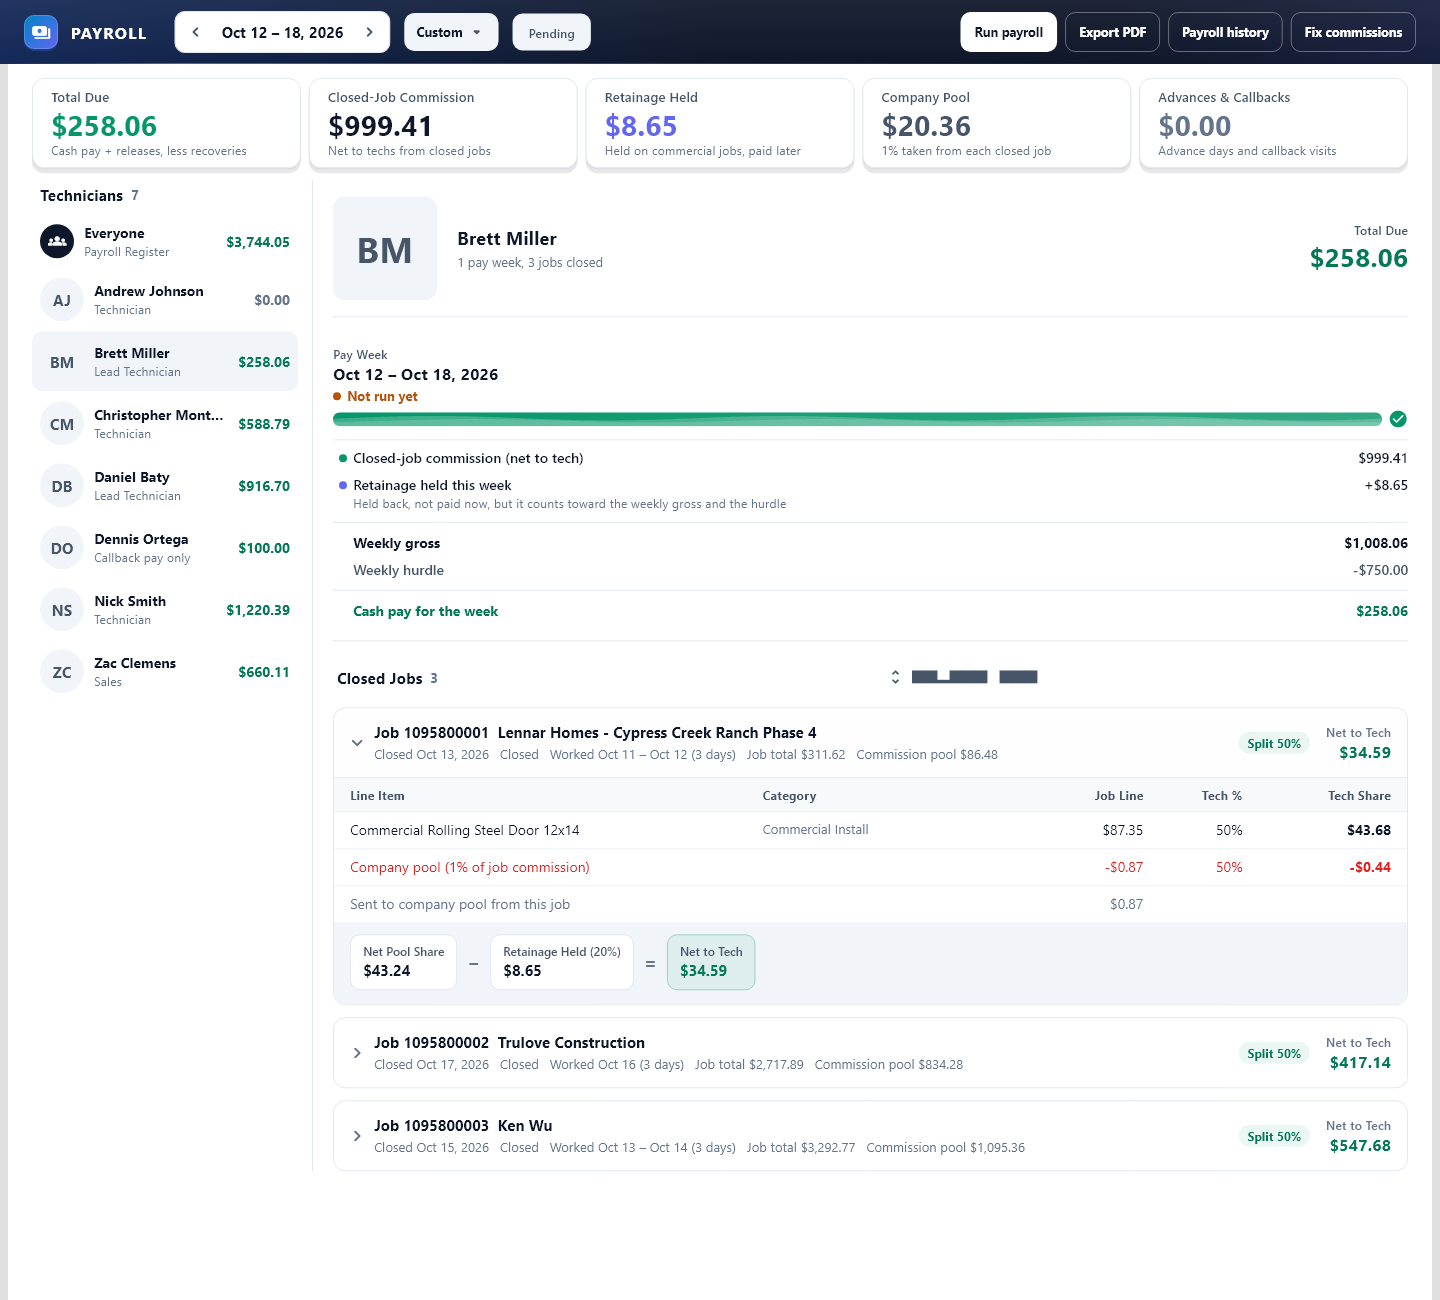 PAYROLL
Oct 12 – 18, 2026
Custom
Pending
Run payroll
Export PDF
Payroll history
Fix commissions
Total Due
$258.06
Cash pay + releases, less recoveries
Closed-Job Commission
$999.41
Net to techs from closed jobs
Retainage Held
$8.65
Held on commercial jobs, paid later
Company Pool
$20.36
1% taken from each closed job
Advances & Callbacks
$0.00
Advance days and callback visits
Technicians 7
Everyone
Payroll Register
$3,744.05
AJ
Andrew Johnson
Technician
$0.00
BM
Brett Miller
Lead Technician
$258.06
CM
Christopher Mont...
Technician
$588.79
DB
Daniel Baty
Lead Technician
$916.70
DO
Dennis Ortega
Callback pay only
$100.00
NS
Nick Smith
Technician
$1,220.39
ZC
Zac Clemens
Sales
$660.11
BM
Brett Miller
1 pay week, 3 jobs closed
Total Due
$258.06
Pay Week
Oct 12 – Oct 18, 2026
Not run yet
Closed-job commission (net to tech) $999.41
Retainage held this week +$8.65
Held back, not paid now, but it counts toward the weekly gross and the hurdle
Weekly gross $1,008.06
Weekly hurdle -$750.00
Cash pay for the week $258.06
Closed Jobs 3
Job 1095800001 Lennar Homes - Cypress Creek Ranch Phase 4
Closed Oct 13, 2026 Closed Worked Oct 11 – Oct 12 (3 days) Job total $311.62 Commission pool $86.48
Split 50%
Net to Tech
$34.59
Line Item Category Job Line Tech % Tech Share
Commercial Rolling Steel Door 12x14 Commercial Install $87.35 50% $43.68
Company pool (1% of job commission) -$0.87 50% -$0.44
Sent to company pool from this job $0.87
Net Pool Share
$43.24
–
Retainage Held (20%)
$8.65
=
Net to Tech
$34.59
Job 1095800002 Trulove Construction
Closed Oct 17, 2026 Closed Worked Oct 16 (3 days) Job total $2,717.89 Commission pool $834.28
Split 50%
Net to Tech
$417.14
Job 1095800003 Ken Wu
Closed Oct 15, 2026 Closed Worked Oct 13 – Oct 14 (3 days) Job total $3,292.77 Commission pool $1,095.36
Split 50%
Net to Tech
$547.68